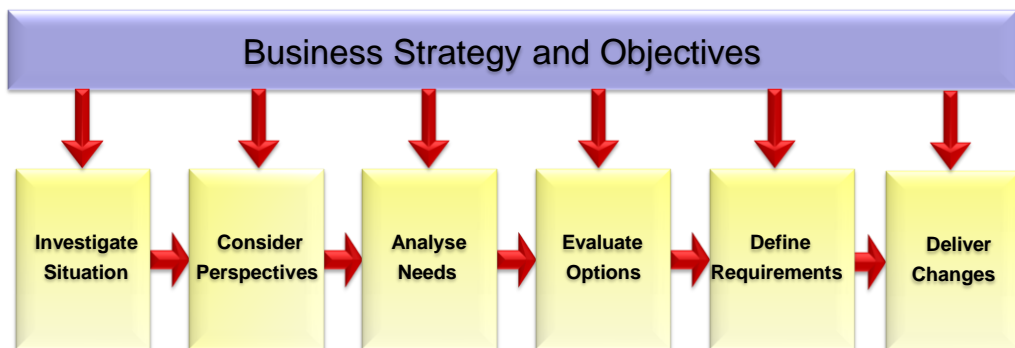 Business Strategy and Objectives
Investigate
Situation
Consider
Perspectives
Analyse
Needs
Evaluate
Options
Define
Requirements
Deliver
Changes